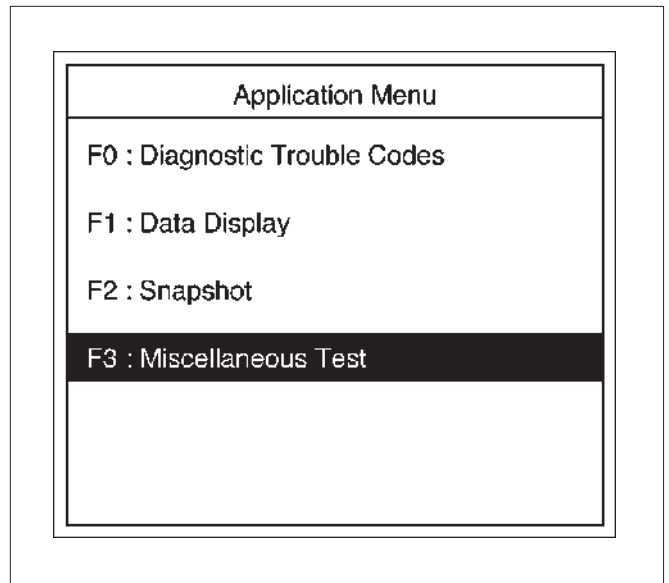 Application Menu
F0 : Diagnostic Trouble Codes
F1 : Data Display
F2 : Snapshot
F3 : Miscellaneous Test